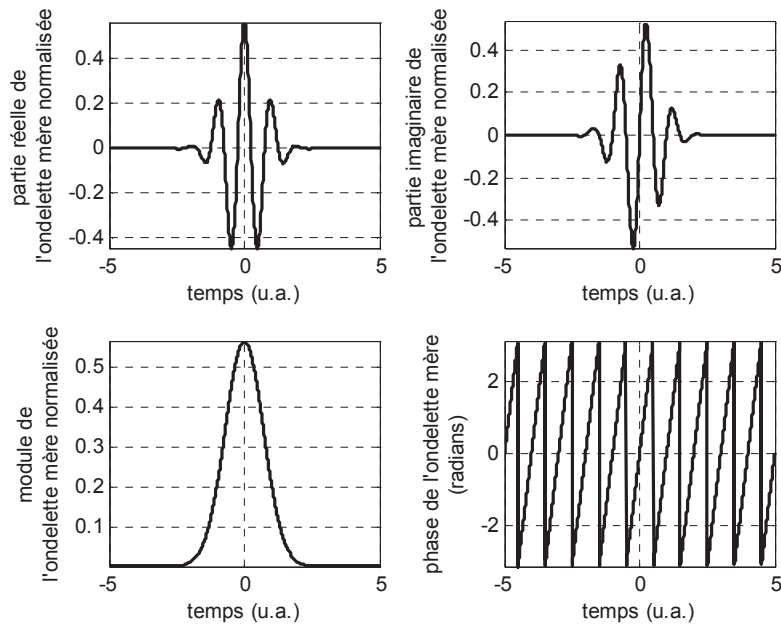 partie réelle de
l'ondelette mère normalisée
0.4
0.2
0
-0.2
-0.4
-5
0
5
temps (u.a.)
partie imaginaire de
l'ondelette mère normalisée
0.4
0.2
0
-0.2
-0.4
-5
0
5
temps (u.a.)
module de
l'ondelette mère normalisée
0.5
0.4
0.3
0.2
0.1
-5
0
5
temps (u.a.)
phase de l'ondelette mère
(radians)
2
0
-2
-5
0
5
temps (u.a.)